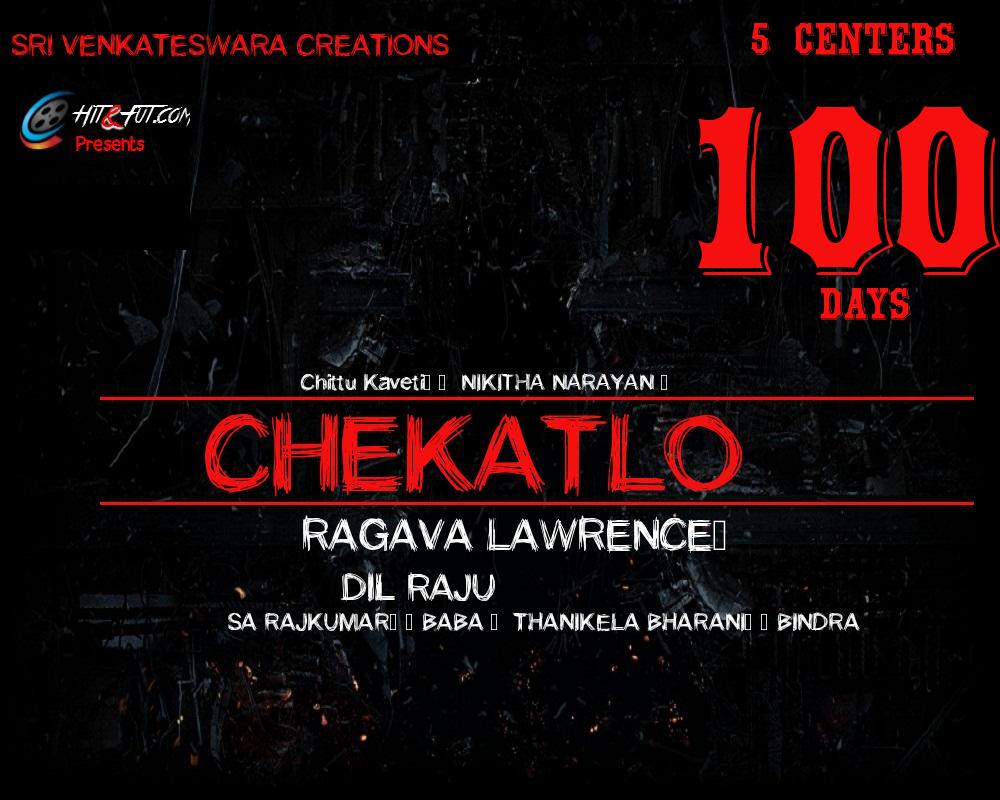 SRI VENKATESWARA CREATIONS
5 CENTERS
HIT&FUT.COM
Presents
100
DAYS
Chittu Kaveti▯ ▯ NIKITHA NARAYAN ▯
CHEKATLO
RAGAVA LAWRENCE▯
DIL RAJU
SA RAJKUMAR▯ ▯ BABA ▯ THANIKELA BHARANI▯ ▯ BINDRA